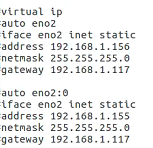 #virtual ip
#auto eno2
#iface eno2 inet static
#address 192.168.1.156
#netmask 255.255.255.0
#gateway 192.168.1.117
#auto eno2:0
#iface eno2 inet static
#address 192.168.1.155
#netmask 255.255.255.0
#gateway 192.168.1.117